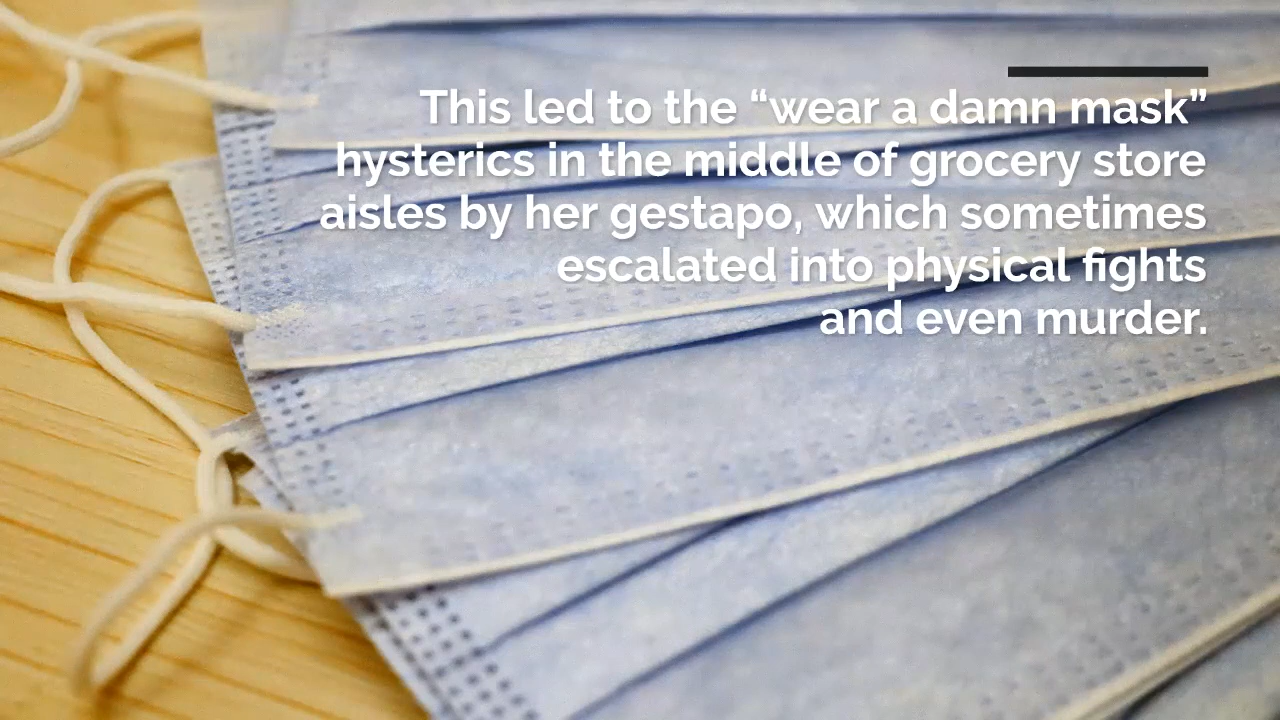 This led to the “wear a damn mask”
hysterics in the middle of grocery store
aisles by her gestapo, which sometimes
escalated into physical fights
and even murder.